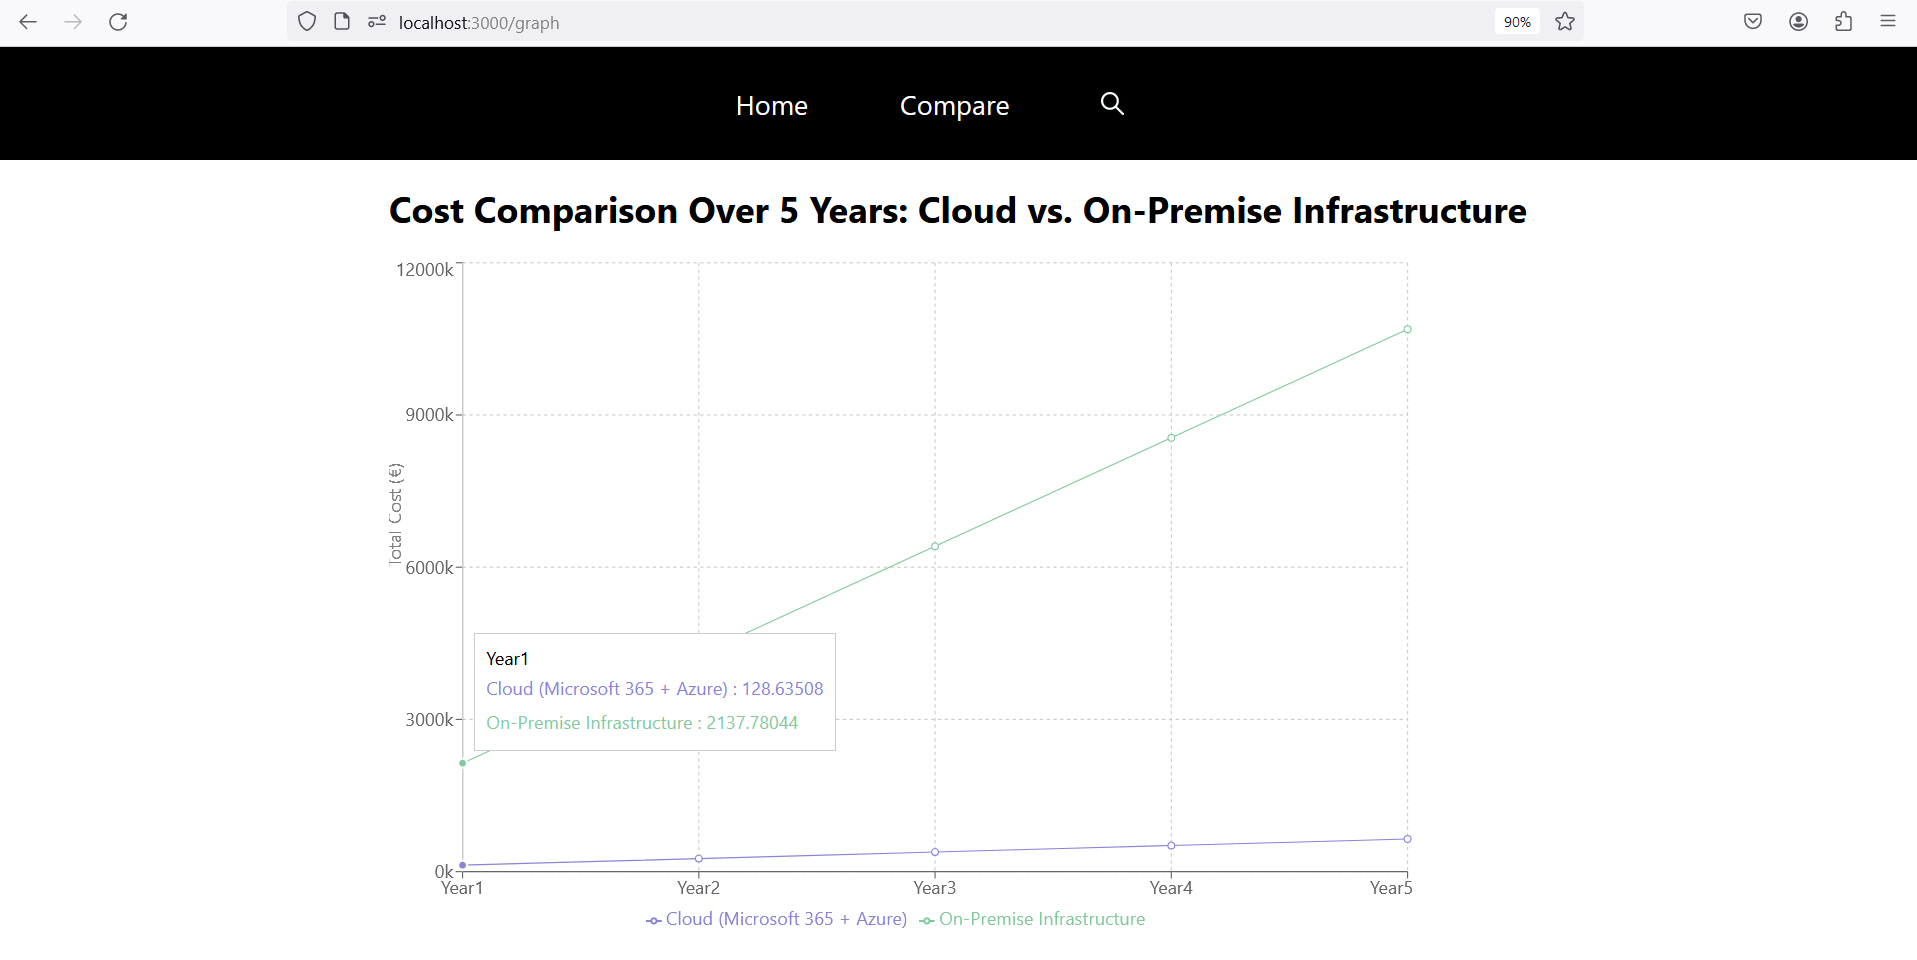 localhost:3000/graph
90%
Home
Compare
Cost Comparison Over 5 Years: Cloud vs. On-Premise Infrastructure
12000k
9000k
6000k
3000k
0k
Total Cost (€)
Year1
Cloud (Microsoft 365 + Azure) : 128.63508
On-Premise Infrastructure : 2137.78044
Year1
Year2
Year3
Year4
Year5
Cloud (Microsoft 365 + Azure)
On-Premise Infrastructure